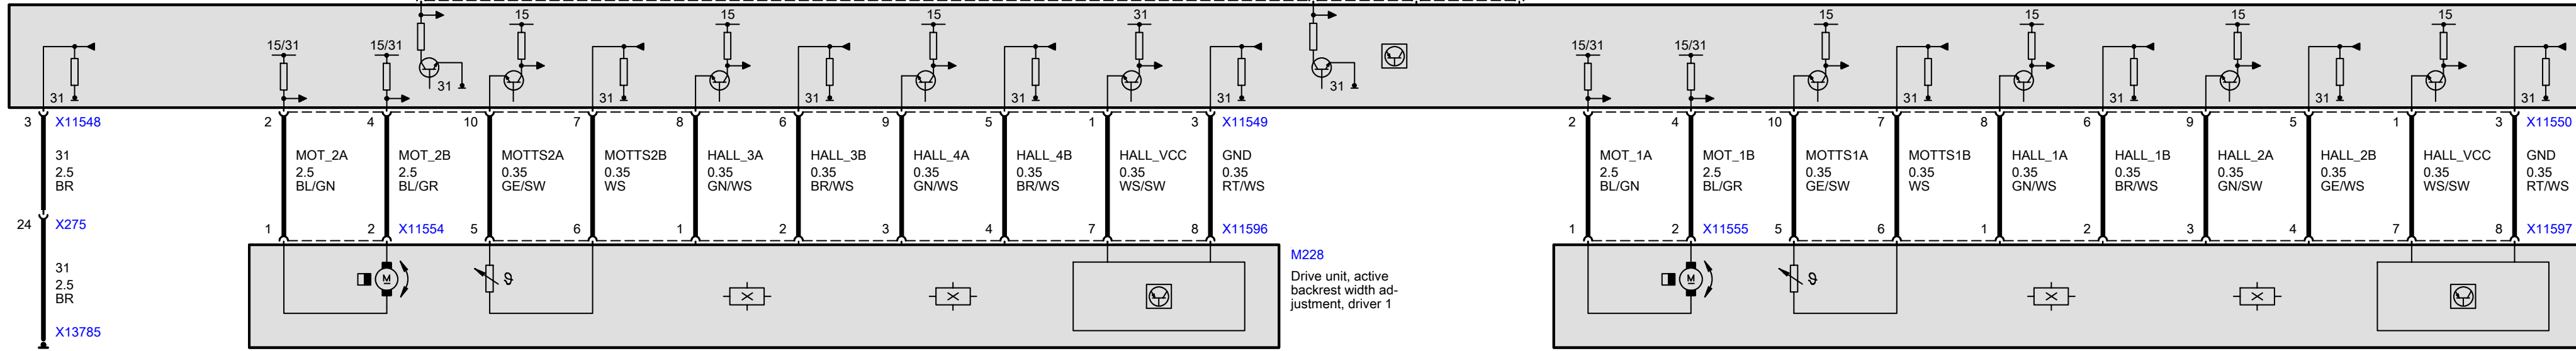 15 15 15 31 15 15 15 15
15/31 15/31 15/31 15/31
31 31
31 31 31 31 31 31 31 31 31
3 X11548 2 4 10 7 8 6 9 5 1 3 X11549 2 4 10 7 8 6 9 5 1 3 X11550
31 MOT_2A MOT_2B MOTTS2A MOTTS2B HALL_3A HALL_3B HALL_4A HALL_4B HALL_VCC GND MOT_1A MOT_1B MOTTS1A MOTTS1B HALL_1A HALL_1B HALL_2A HALL_2B HALL_VCC GND
2.5 2.5 2.5 0.35 0.35 0.35 0.35 0.35 0.35 0.35 0.35 2.5 2.5 0.35 0.35 0.35 0.35 0.35 0.35 0.35 0.35
BR BL/GN BL/GR GE/SW WS GN/WS BR/WS GN/WS BR/WS WS/SW RT/WS BL/GN BL/GR GE/SW WS GN/WS BR/WS GN/SW GE/WS WS/SW RT/WS
24 X275 1 2 X11554 5 6 1 2 3 4 7 8 X11596 1 2 X11555 5 6 1 2 3 4 7 8 X11597
31
2.5
BR
X13785
M M
ϑ ϑ
X X X X
M228
Drive unit, active
backrest width ad-
justment, driver 1